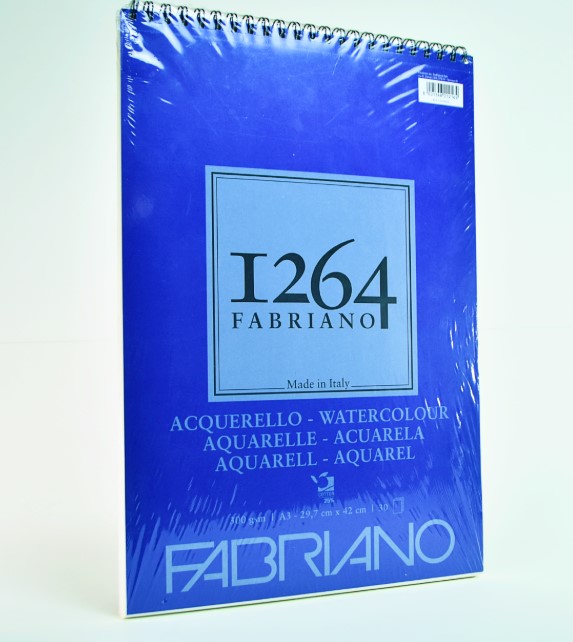 1264
FABRIANO
Made in Italy
ACQUERELLO - WATERCOLOUR
AQUARELLE - ACUARELA
AQUARELL - AQUAREL
300 gsm | A3 - 29,7 cm x 42 cm | 30
FABRIANO